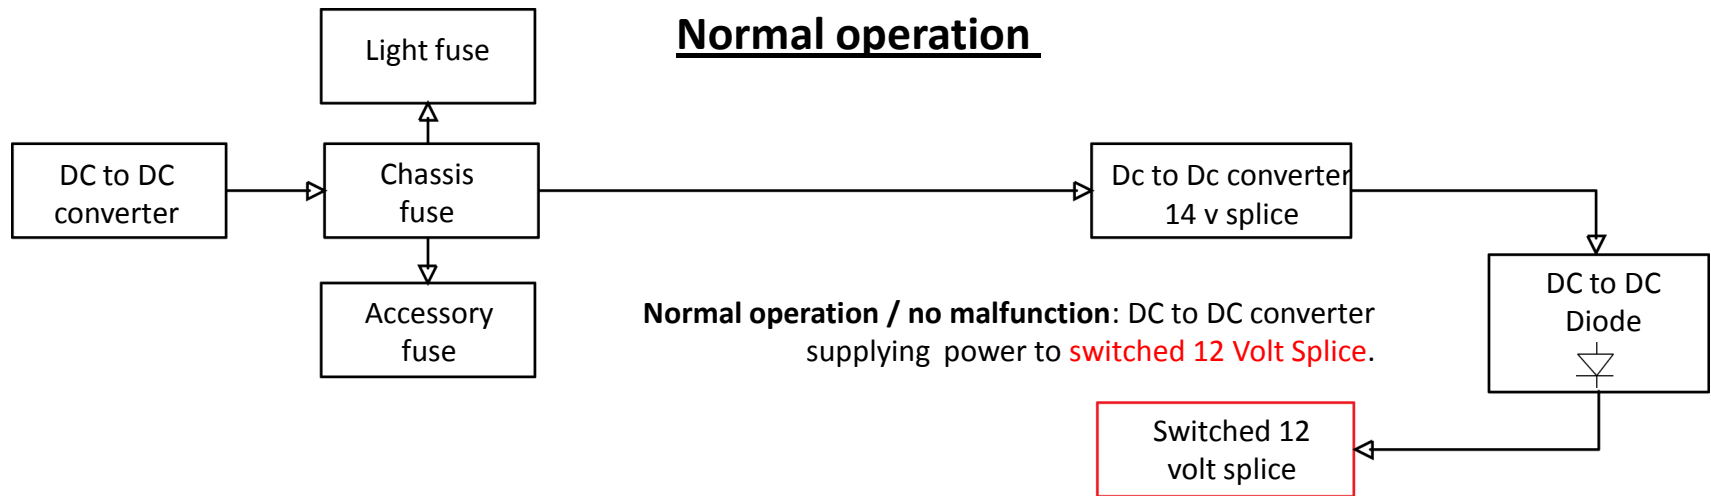 Normal operation
Light fuse
DC to DC
converter
Chassis
fuse
Dc to Dc converter
14 v splice
Accessory
fuse
DC to DC
Diode
Normal operation / no malfunction: DC to DC converter
supplying power to switched 12 Volt Splice.
Switched 12
volt splice